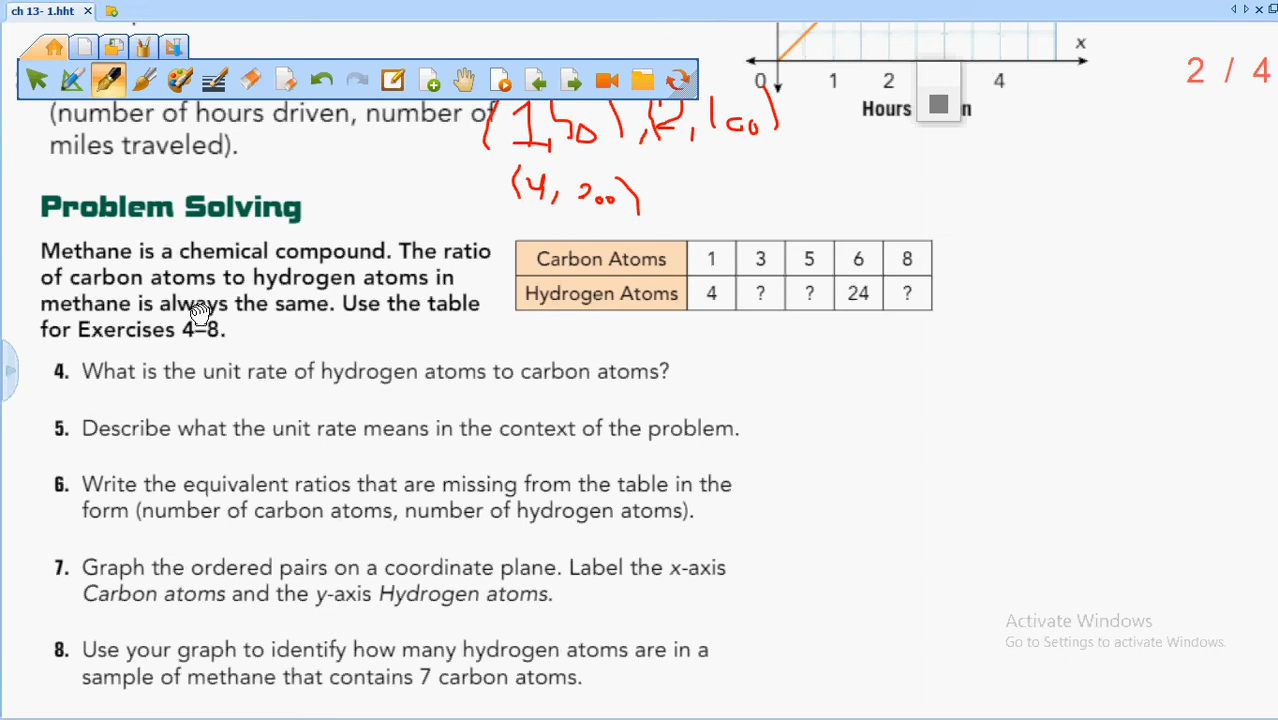 ch 13- 1.hht
x
0 1 2 4
2 / 4
Hours n
(number of hours driven, number of
miles traveled).
(1,50), (2, 100)
(4, 200)
Problem Solving
Methane is a chemical compound. The ratio
of carbon atoms to hydrogen atoms in
methane is always the same. Use the table
for Exercises 4–8.
Carbon Atoms 1 3 5 6 8
Hydrogen Atoms 4 ? ? 24 ?
4. What is the unit rate of hydrogen atoms to carbon atoms?
5. Describe what the unit rate means in the context of the problem.
6. Write the equivalent ratios that are missing from the table in the
form (number of carbon atoms, number of hydrogen atoms).
7. Graph the ordered pairs on a coordinate plane. Label the x-axis
Carbon atoms and the y-axis Hydrogen atoms.
8. Use your graph to identify how many hydrogen atoms are in a
sample of methane that contains 7 carbon atoms.
Activate Windows
Go to Settings to activate Windows.